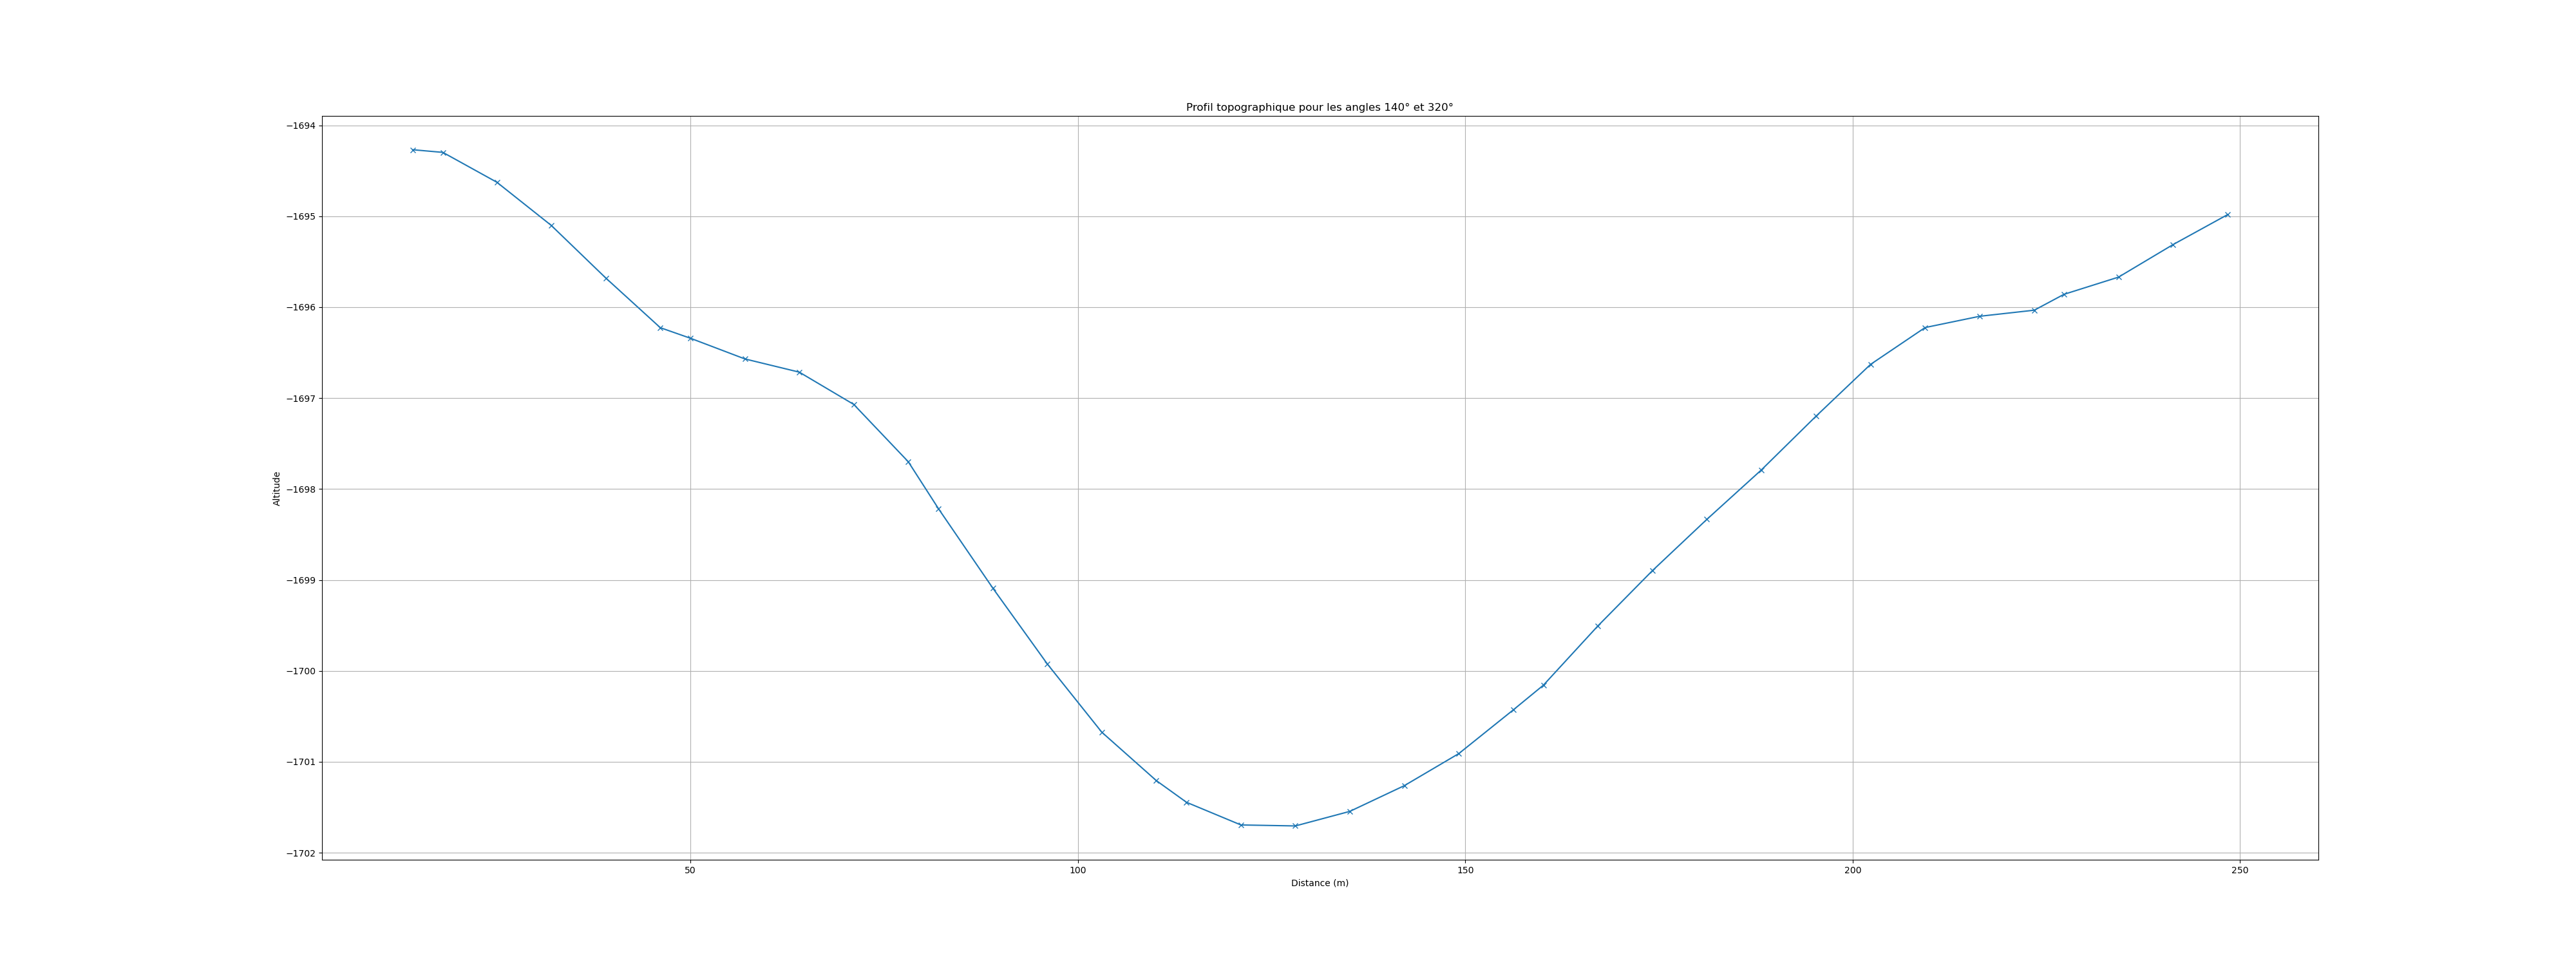 Profil topographique pour les angles 140° et 320°
Altitude
−1694
−1695
−1696
−1697
−1698
−1699
−1700
−1701
−1702
50 100 150 200 250
Distance (m)